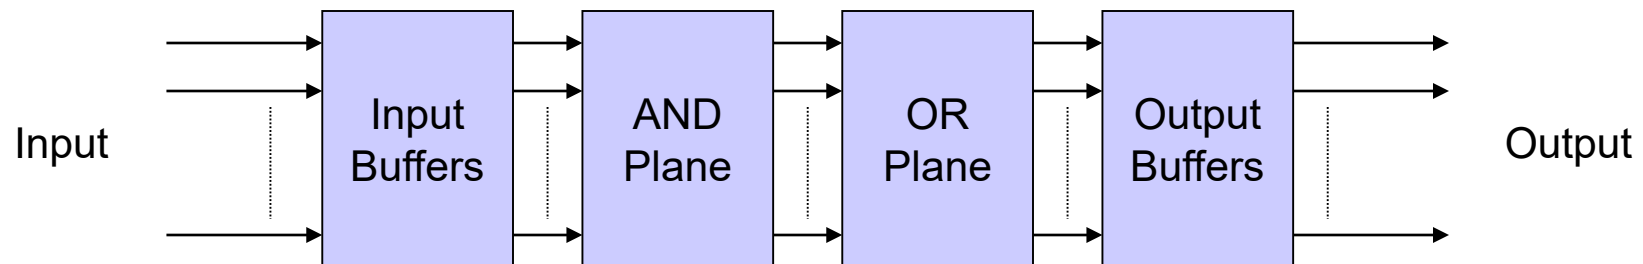 Input
Input
Buffers
AND
Plane
OR
Plane
Output
Buffers
Output